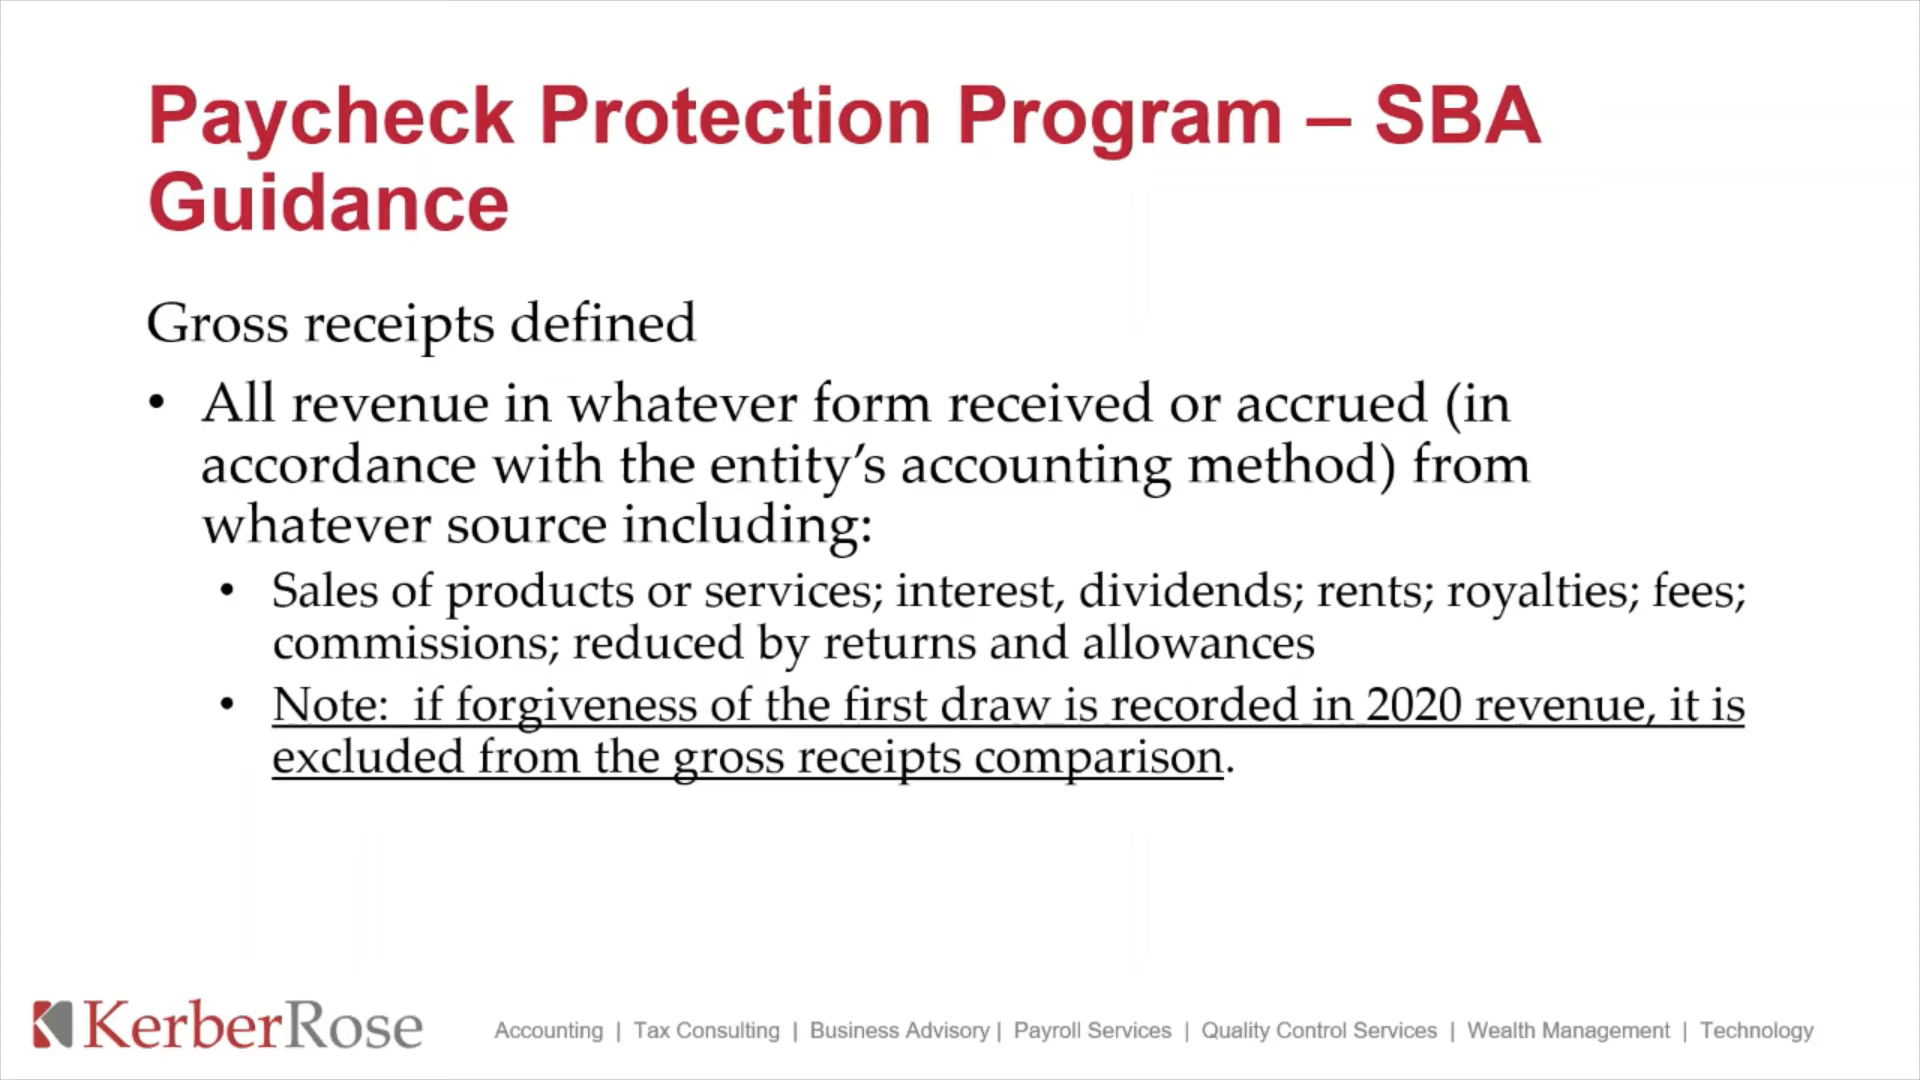 Paycheck Protection Program – SBA
Guidance
Gross receipts defined
• All revenue in whatever form received or accrued (in
accordance with the entity’s accounting method) from
whatever source including:
• Sales of products or services; interest, dividends; rents; royalties; fees;
commissions; reduced by returns and allowances
• Note:  if forgiveness of the first draw is recorded in 2020 revenue, it is
excluded from the gross receipts comparison.
KerberRose
Accounting | Tax Consulting | Business Advisory | Payroll Services | Quality Control Services | Wealth Management | Technology